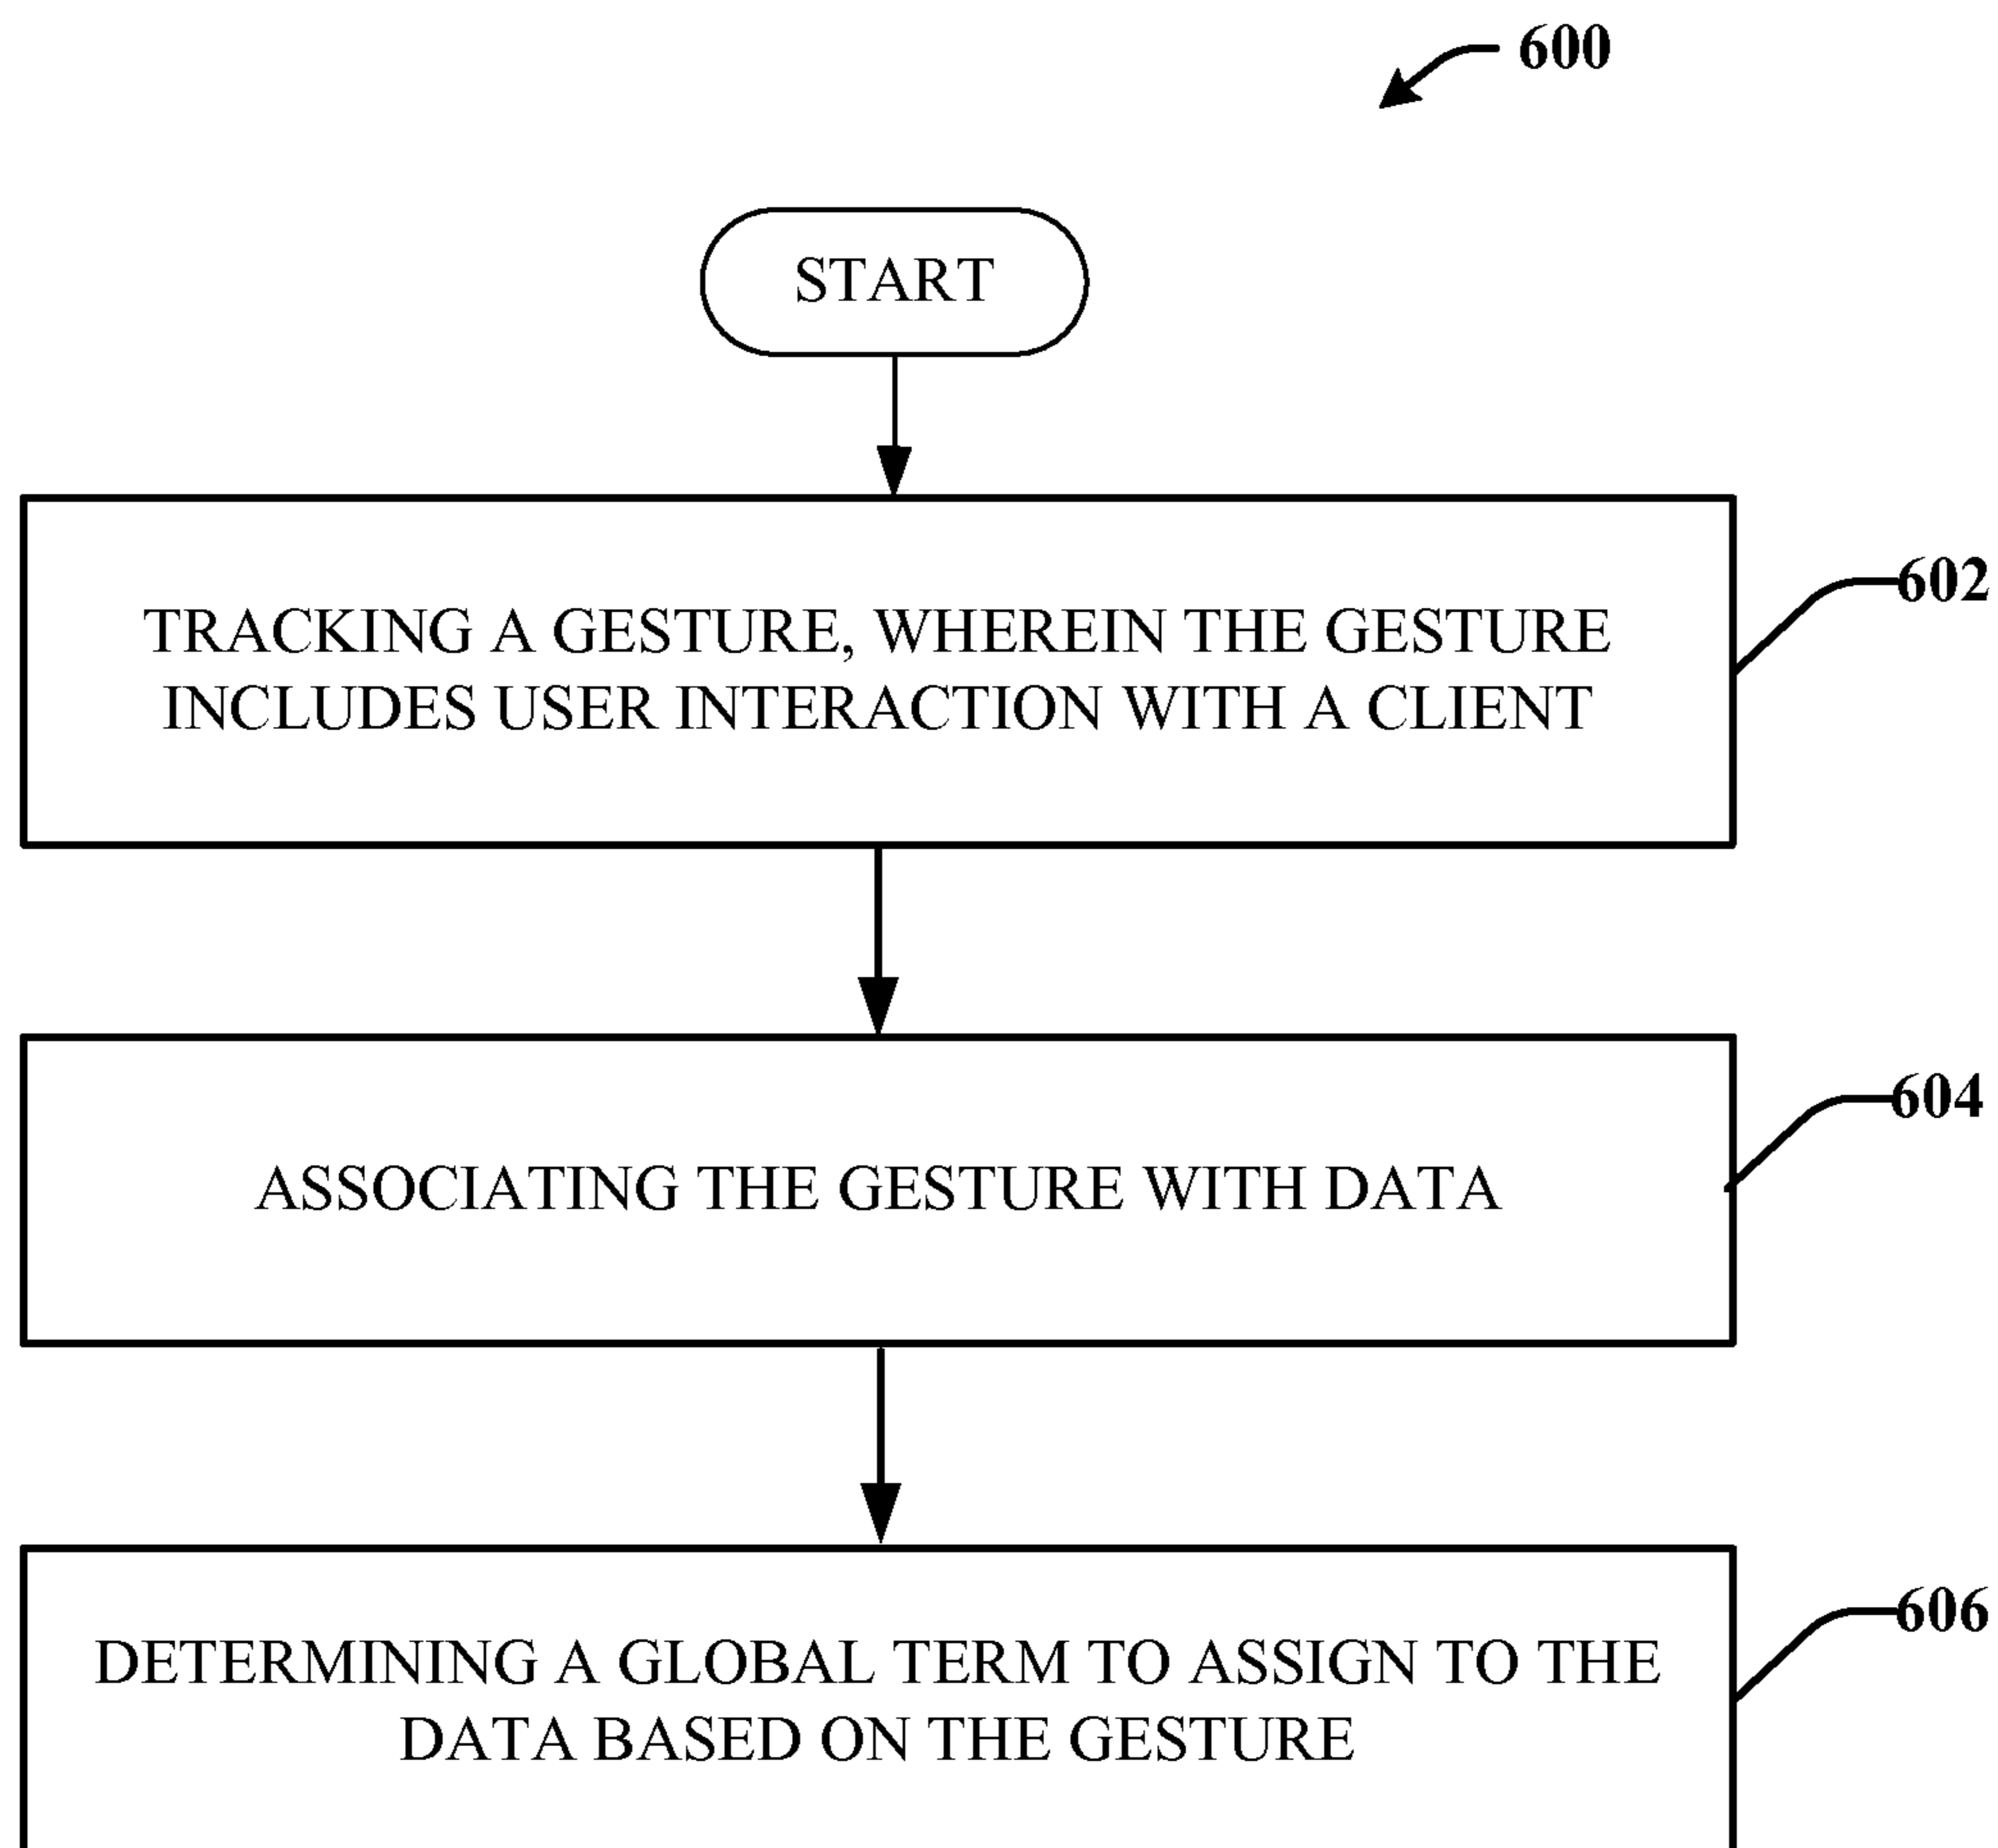 600
START
TRACKING A GESTURE, WHEREIN THE GESTURE
INCLUDES USER INTERACTION WITH A CLIENT
602
ASSOCIATING THE GESTURE WITH DATA
604
DETERMINING A GLOBAL TERM TO ASSIGN TO THE
DATA BASED ON THE GESTURE
606